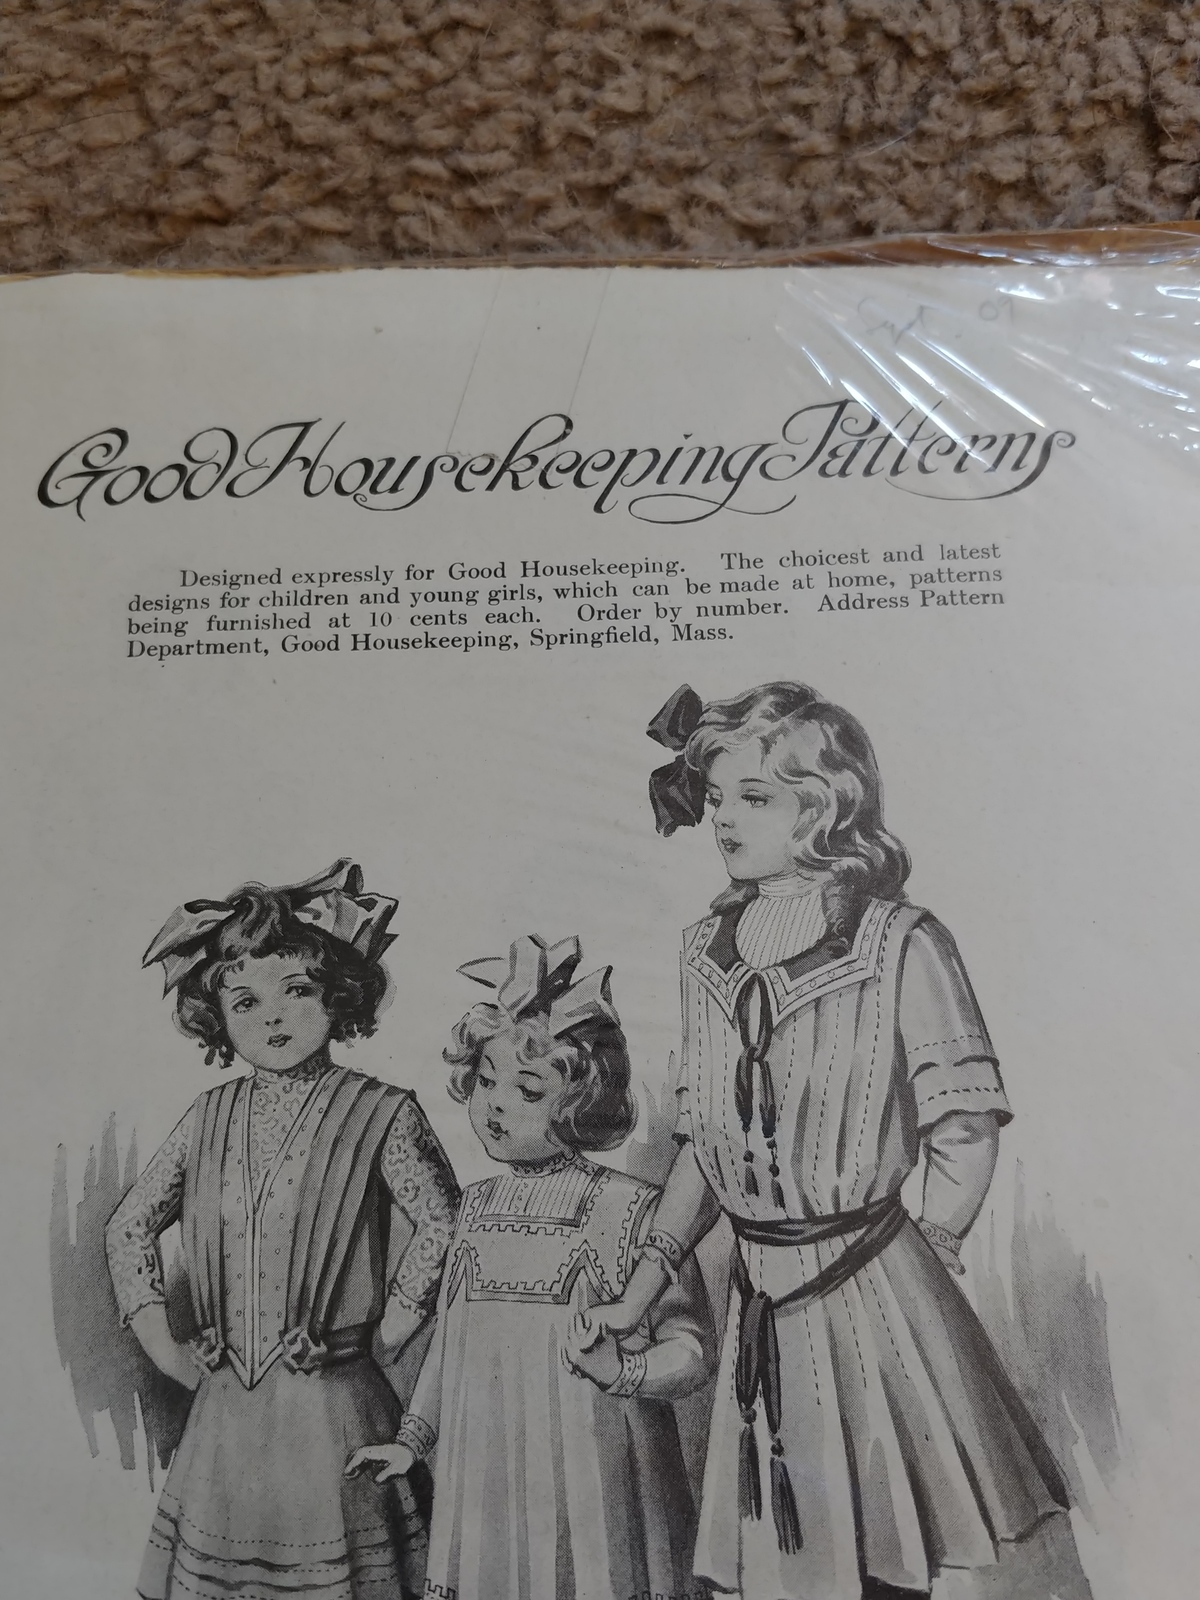 Good Housekeeping Patterns
Designed expressly for Good Housekeeping. The choicest and latest
designs for children and young girls, which can be made at home, patterns
being furnished at 10 cents each. Order by number. Address Pattern
Department, Good Housekeeping, Springfield, Mass.